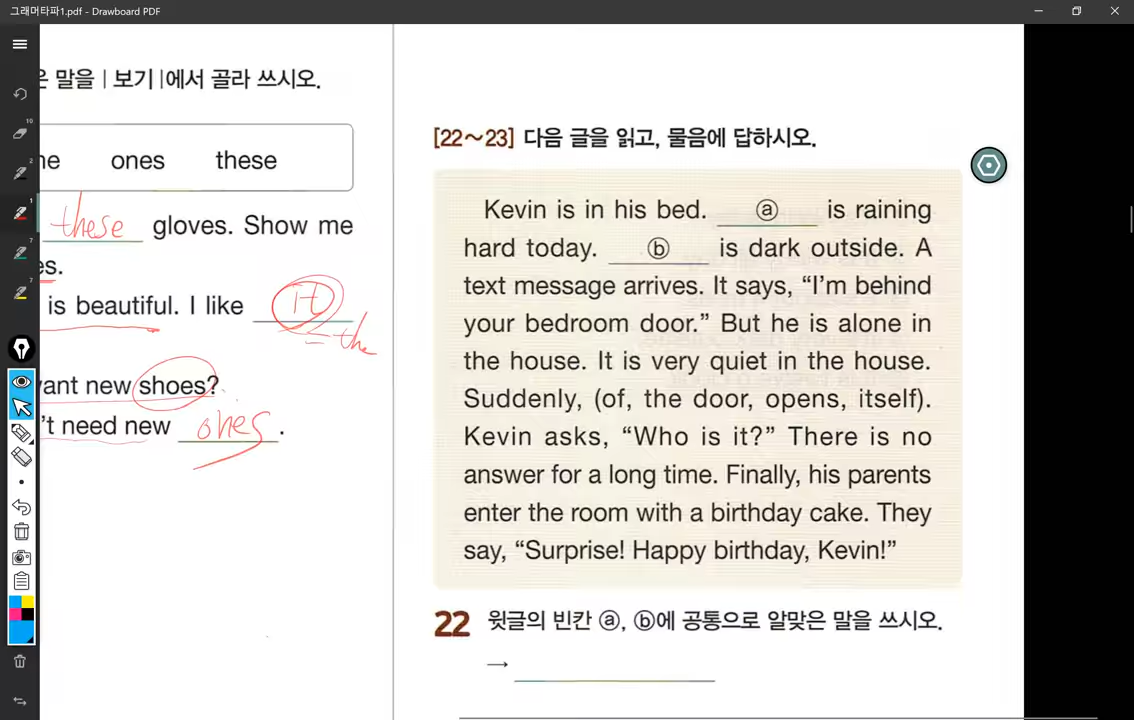 그래머타파1.pdf - Drawboard PDF
은 말을 | 보기 |에서 골라 쓰시오.
ones these
these gloves. Show me
es.
is beautiful. I like it
= the
want new shoes?
't need new ones.
[22~23] 다음 글을 읽고, 물음에 답하시오.
Kevin is in his bed. ⓐ is raining
hard today. ⓑ is dark outside. A
text message arrives. It says, “I’m behind
your bedroom door.” But he is alone in
the house. It is very quiet in the house.
Suddenly, (of, the door, opens, itself).
Kevin asks, “Who is it?” There is no
answer for a long time. Finally, his parents
enter the room with a birthday cake. They
say, “Surprise! Happy birthday, Kevin!”
22 윗글의 빈칸 ⓐ, ⓑ에 공통으로 알맞은 말을 쓰시오.
→